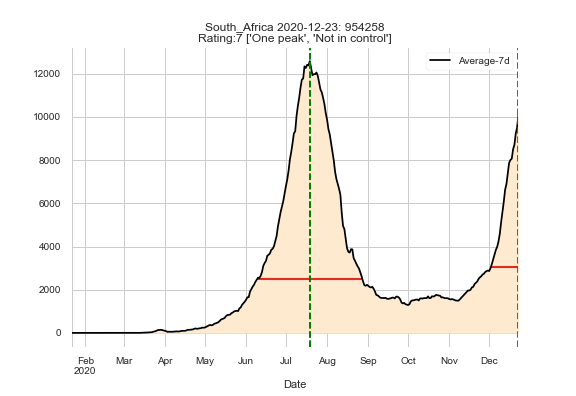 South_Africa 2020-12-23: 954258
Rating:7 ['One peak', 'Not in control']
Average-7d
12000
10000
8000
6000
4000
2000
0
Feb Mar Apr May Jun Jul Aug Sep Oct Nov Dec
2020
Date